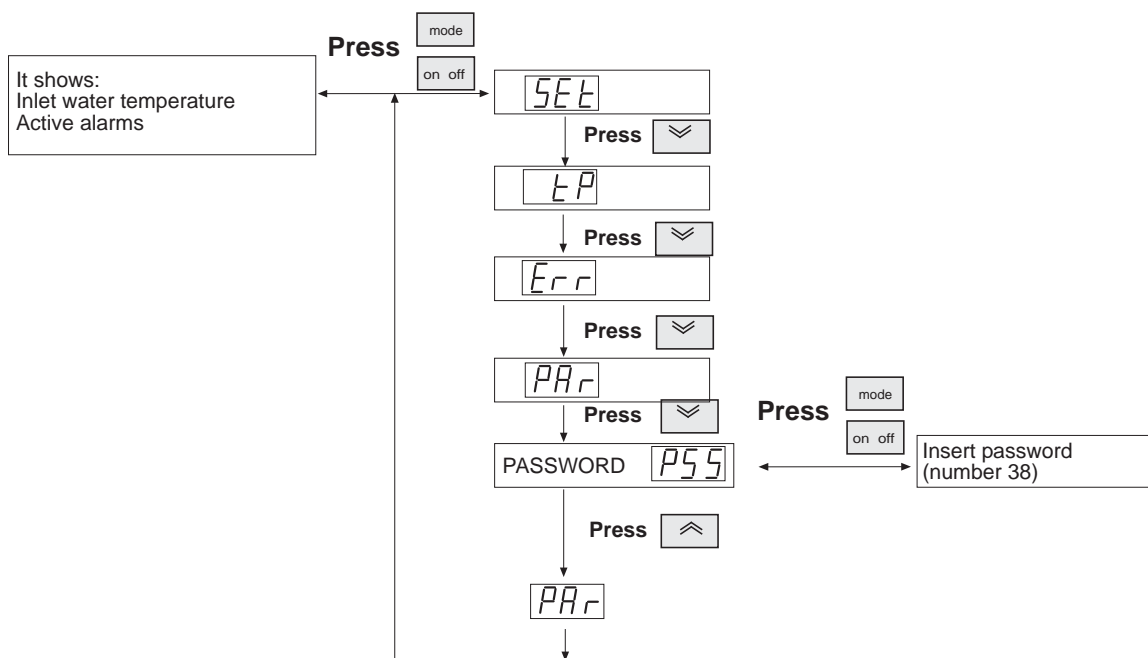 Press
mode
on off
It shows:
Inlet water temperature
Active alarms
SEt
Press
tP
Press
Err
Press
PAr
Press
Press
mode
on off
PASSWORD PSS
Insert password
(number 38)
Press
PAr